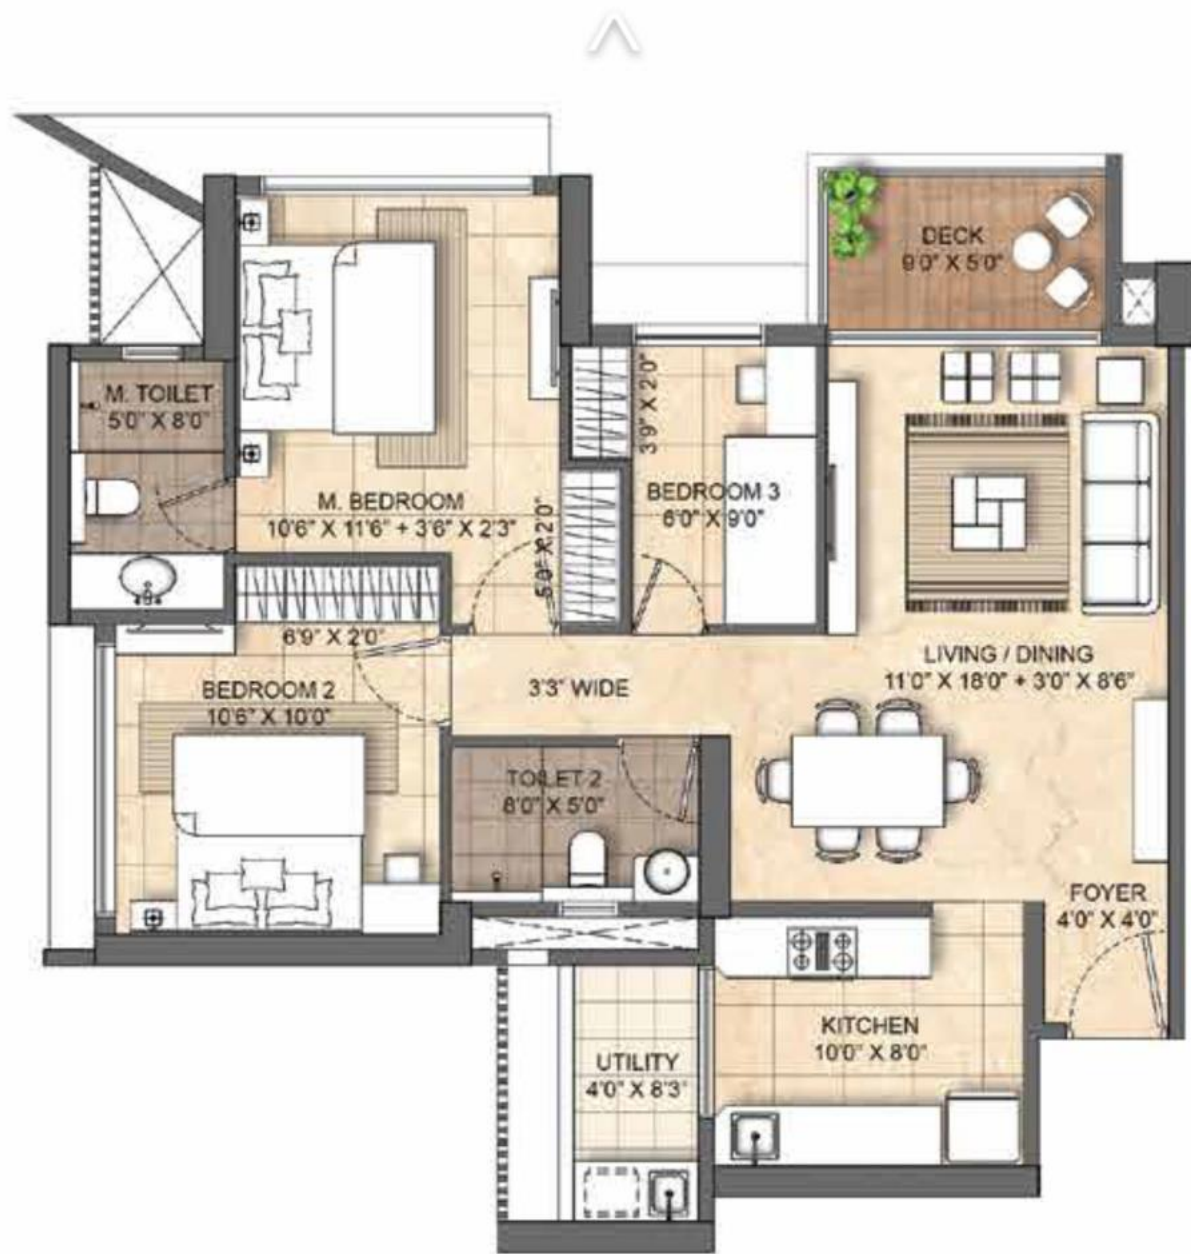 DECK
9'0" X 5'0"
M. TOILET
5'0" X 8'0"
3'9" X 2'0"
M. BEDROOM
10'6" X 11'6" + 3'6" X 2'3"
BEDROOM 3
6'0" X 9'0"
5'0" X 2'0"
6'9" X 2'0"
LIVING / DINING
11'0" X 18'0" + 3'0" X 8'6"
BEDROOM 2
10'6" X 10'0"
3'3" WIDE
TOILET 2
8'0" X 5'0"
FOYER
4'0" X 4'0"
KITCHEN
10'0" X 8'0"
UTILITY
4'0" X 8'3"